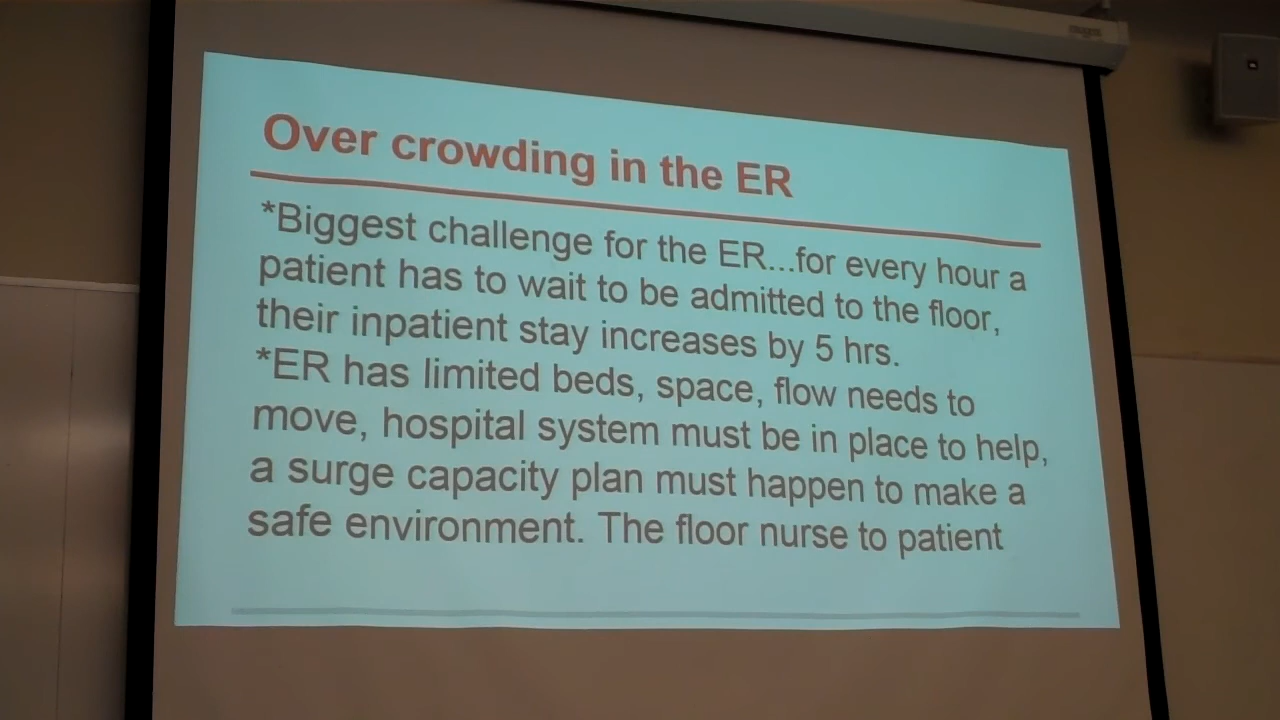 Over crowding in the ER
*Biggest challenge for the ER...for every hour a
patient has to wait to be admitted to the floor,
their inpatient stay increases by 5 hrs.
*ER has limited beds, space, flow needs to
move, hospital system must be in place to help,
a surge capacity plan must happen to make a
safe environment. The floor nurse to patient